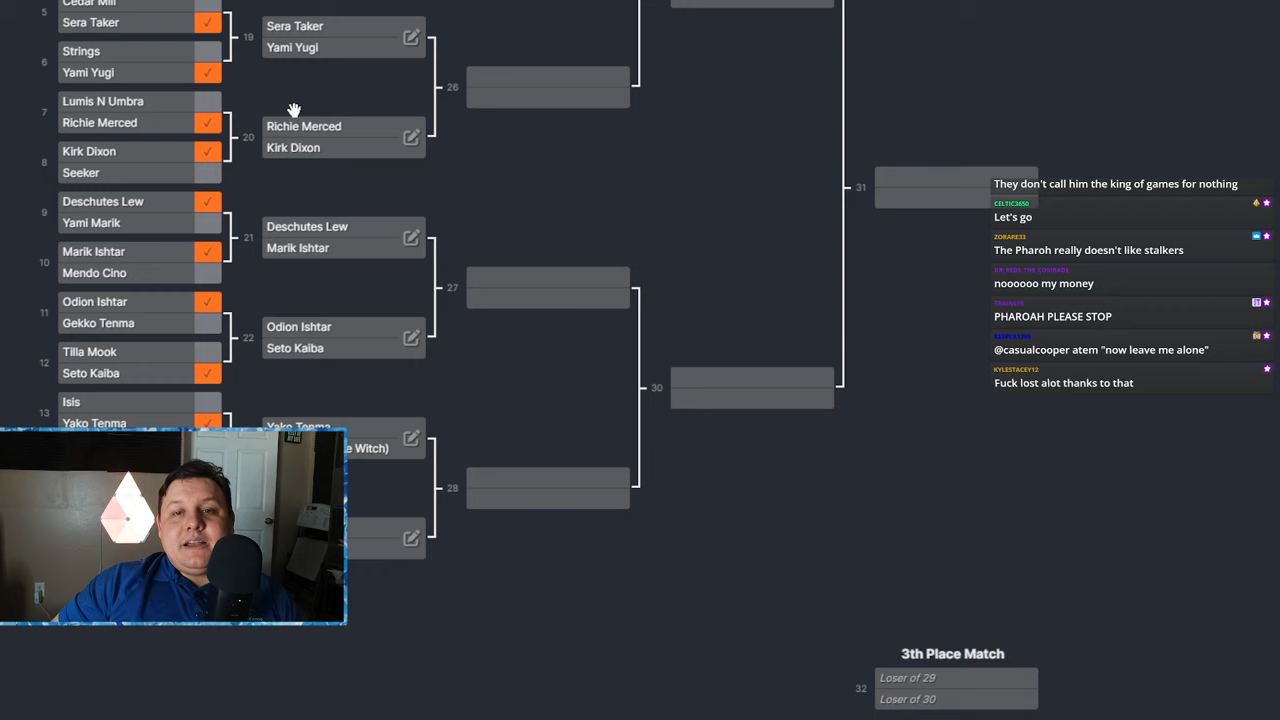 Cedar Mill
5
Sera Taker
19
Sera Taker
Yami Yugi
6
Strings
Yami Yugi
26
7
Lumis N Umbra
Richie Merced
20
Richie Merced
Kirk Dixon
8
Kirk Dixon
Seeker
9
Deschutes Lew
Yami Marik
21
Deschutes Lew
Marik Ishtar
10
Marik Ishtar
Mendo Cino
27
11
Odion Ishtar
Gekko Tenma
22
Odion Ishtar
Seto Kaiba
12
Tilla Mook
Seto Kaiba
13
Isis
Yako Tenma
Yako Tenma
e Witch)
28
30
31
They don't call him the king of games for nothing
CELTIC3650
Let's go
ZORARE33
The Pharoh really doesn't like stalkers
noooooo my money
PHAROAH PLEASE STOP
@casualcooper atem "now leave me alone"
KYLESTACEY12
Fuck lost alot thanks to that
3th Place Match
32
Loser of 29
Loser of 30